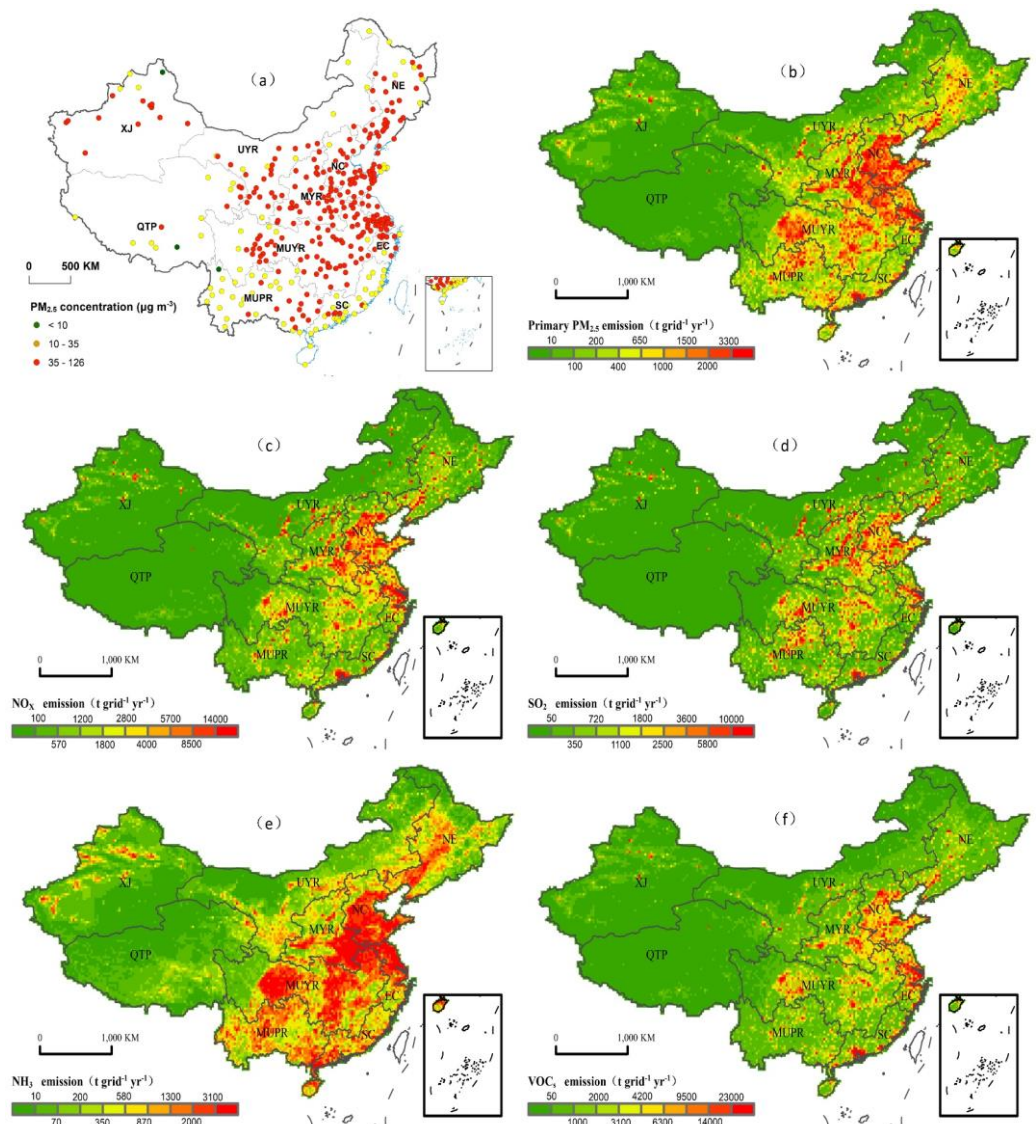 （a）
NE
XJ
UYR
NC
MYR
QTP
MUYR
EC
MUPR
SC
0 500 KM
PM2.5 concentration (µg m-3)
< 10
10 - 35
35 - 126
（b）
NE
XJ
UYR
NC
MYR
QTP
MUYR
EC
MUPR
SC
0 1,000 KM
Primary PM2.5 emission（t grid-1 yr-1）
10 200 650 1500 3300
100 400 1000 2000
（c）
NE
XJ
UYR
NC
MYR
QTP
MUYR
EC
MUPR
SC
0 1,000 KM
NOX emission（t grid-1 yr-1）
100 1200 2800 5700 14000
570 1800 4000 8500
（d）
NE
XJ
UYR
NC
MYR
QTP
MUYR
EC
MUPR
SC
0 1,000 KM
SO2 emission（t grid-1 yr-1）
50 720 1800 3600 10000
350 1100 2500 5800
（e）
NE
XJ
UYR
NC
MYR
QTP
MUYR
EC
MUPR
SC
0 1,000 KM
NH3 emission（t grid-1 yr-1）
10 200 580 1300 3100
70 350 870 2000
（f）
NE
XJ
UYR
NC
MYR
QTP
MUYR
EC
MUPR
SC
0 1,000 KM
VOCs emission（t grid-1 yr-1）
50 2000 4200 9500 23000
1000 3100 6300 14000